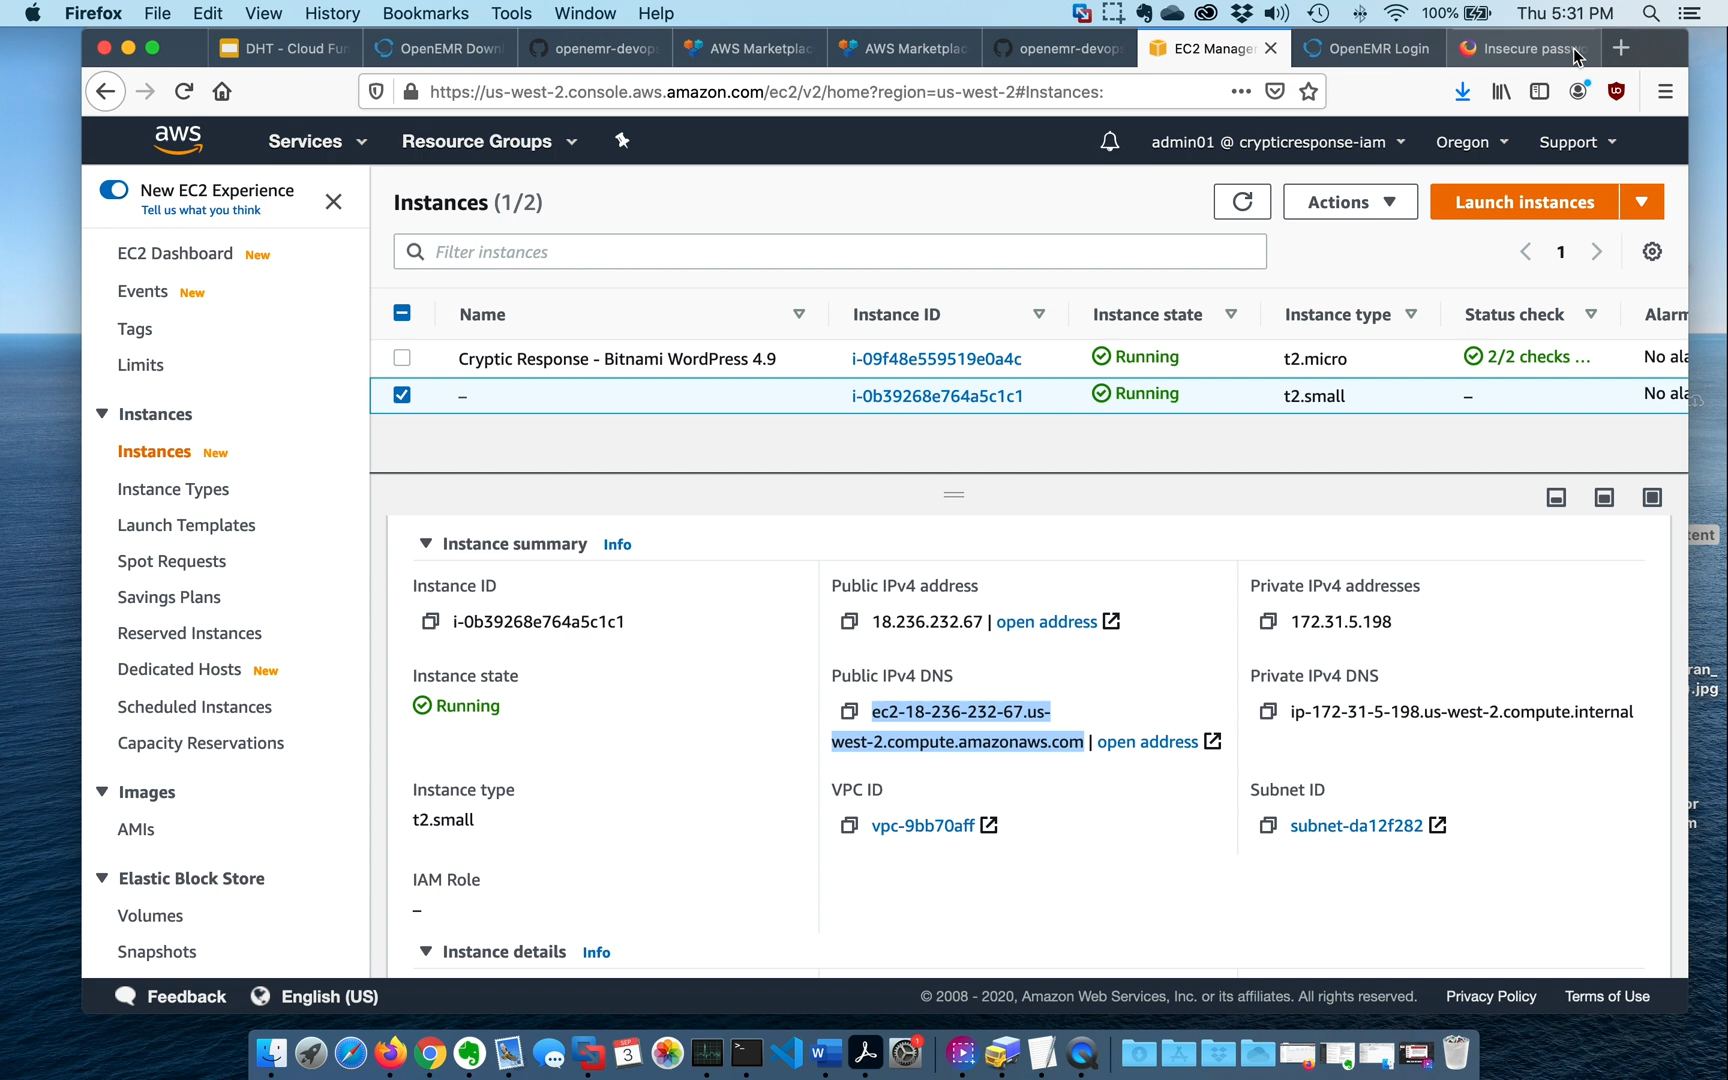 Firefox File Edit View History Bookmarks Tools Window Help 100% Thu 5:31 PM
DHT - Cloud Fun OpenEMR Down openemr-devop AWS Marketplac AWS Marketplac openemr-devop EC2 Manage OpenEMR Login Insecure passwo
https://us-west-2.console.aws.amazon.com/ec2/v2/home?region=us-west-2#Instances:
aws Services Resource Groups admin01 @ crypticresponse-iam Oregon Support
New EC2 Experience
Tell us what you think
EC2 Dashboard New
Events New
Tags
Limits
Instances
Instances New
Instance Types
Launch Templates
Spot Requests
Savings Plans
Reserved Instances
Dedicated Hosts New
Scheduled Instances
Capacity Reservations
Images
AMIs
Elastic Block Store
Volumes
Snapshots
Instances (1/2)
Actions Launch instances
Filter instances
1
Name Instance ID Instance state Instance type Status check Alarm
Cryptic Response - Bitnami WordPress 4.9 i-09f48e559519e0a4c Running t2.micro 2/2 checks ... No ala
– i-0b39268e764a5c1c1 Running t2.small – No ala
Instance summary Info
Instance ID Public IPv4 address Private IPv4 addresses
i-0b39268e764a5c1c1 18.236.232.67 | open address 172.31.5.198
Instance state Public IPv4 DNS Private IPv4 DNS
Running ec2-18-236-232-67.us- ip-172-31-5-198.us-west-2.compute.internal
west-2.compute.amazonaws.com | open address
Instance type VPC ID Subnet ID
t2.small vpc-9bb70aff subnet-da12f282
IAM Role
–
Instance details Info
Feedback English (US) © 2008 - 2020, Amazon Web Services, Inc. or its affiliates. All rights reserved. Privacy Policy Terms of Use
tent
ran_
.jpg
or
m
SEP
3
1